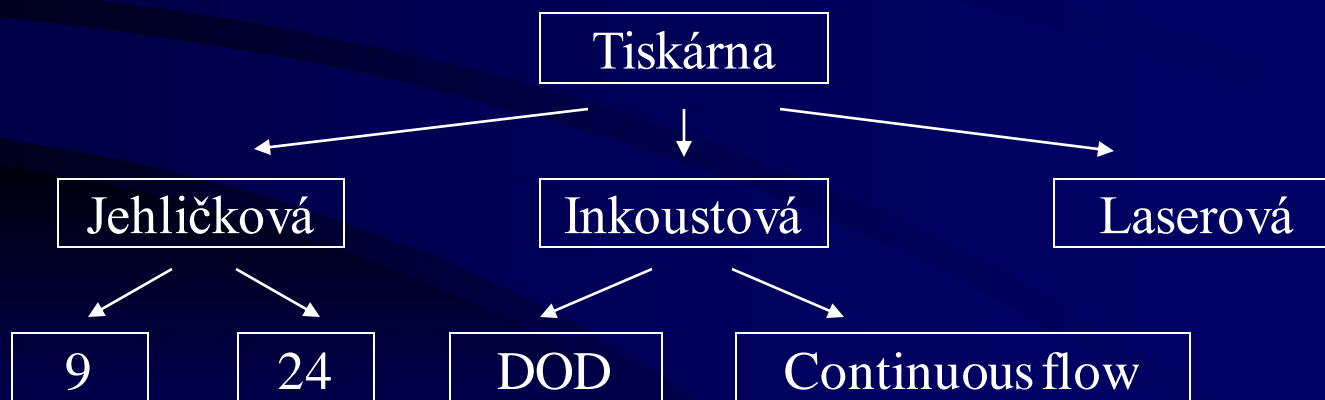 Tiskárna
Jehličková
Inkoustová
Laserová
9
24
DOD
Continuous flow